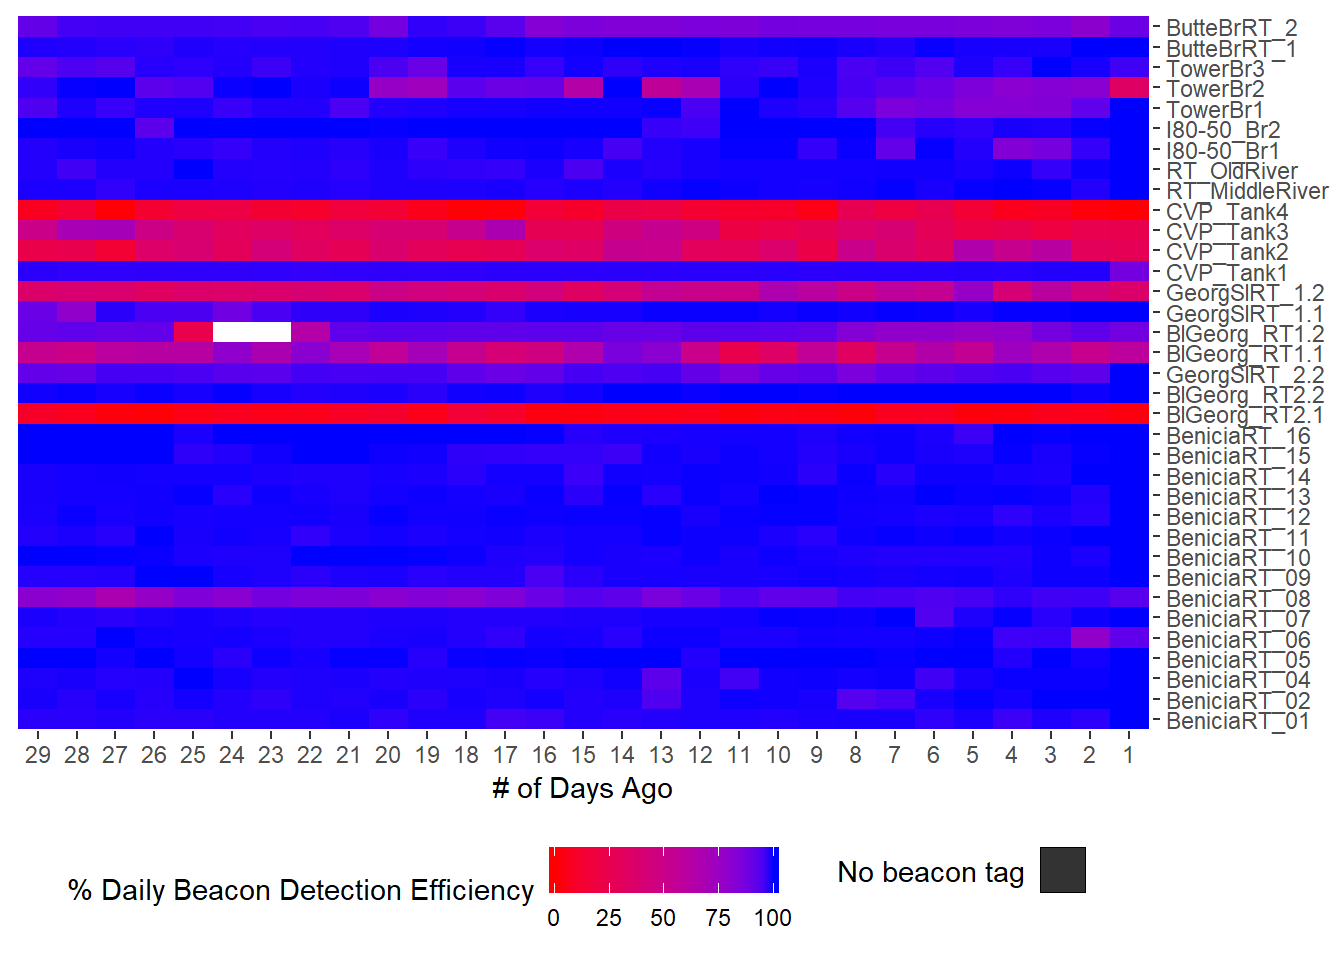 ButteBrRT_2
ButteBrRT_1
TowerBr3
TowerBr2
TowerBr1
I80-50_Br2
I80-50_Br1
RT_OldRiver
RT_MiddleRiver
CVP_Tank4
CVP_Tank3
CVP_Tank2
CVP_Tank1
GeorgSlRT_1.2
GeorgSlRT_1.1
BlGeorg_RT1.2
BlGeorg_RT1.1
GeorgSlRT_2.2
BlGeorg_RT2.2
BlGeorg_RT2.1
BeniciaRT_16
BeniciaRT_15
BeniciaRT_14
BeniciaRT_13
BeniciaRT_12
BeniciaRT_11
BeniciaRT_10
BeniciaRT_09
BeniciaRT_08
BeniciaRT_07
BeniciaRT_06
BeniciaRT_05
BeniciaRT_04
BeniciaRT_02
BeniciaRT_01
29 28 27 26 25 24 23 22 21 20 19 18 17 16 15 14 13 12 11 10 9 8 7 6 5 4 3 2 1
# of Days Ago
% Daily Beacon Detection Efficiency
0 25 50 75 100
No beacon tag